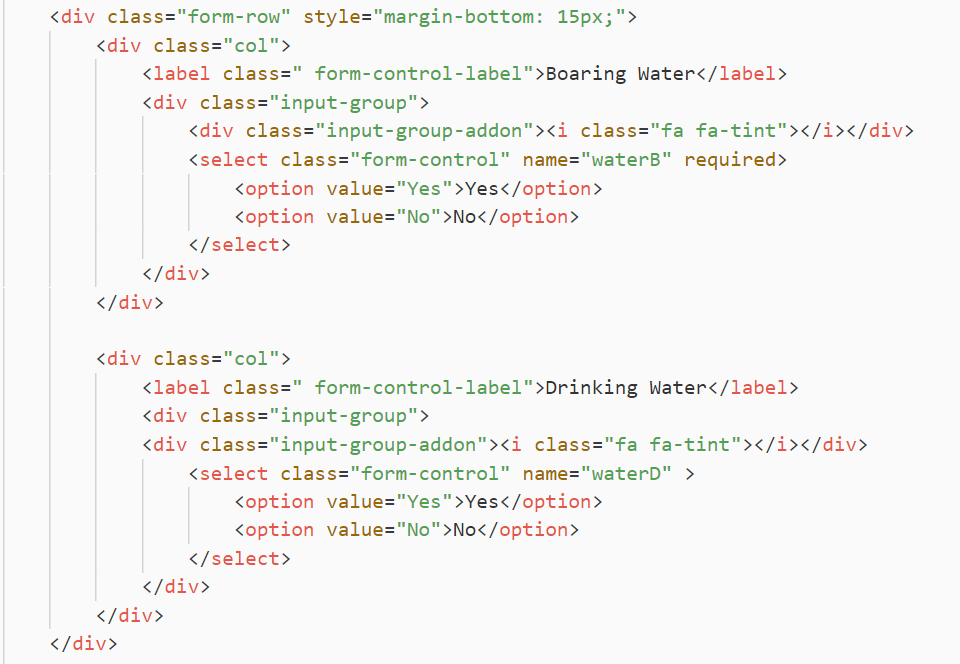 <div class="form-row" style="margin-bottom: 15px;">
    <div class="col">
        <label class=" form-control-label">Boaring Water</label>
        <div class="input-group">
            <div class="input-group-addon"><i class="fa fa-tint"></i></div>
            <select class="form-control" name="waterB" required>
                <option value="Yes">Yes</option>
                <option value="No">No</option>
            </select>
        </div>
    </div>

    <div class="col">
        <label class=" form-control-label">Drinking Water</label>
        <div class="input-group">
        <div class="input-group-addon"><i class="fa fa-tint"></i></div>
            <select class="form-control" name="waterD" >
                <option value="Yes">Yes</option>
                <option value="No">No</option>
            </select>
        </div>
    </div>
</div>